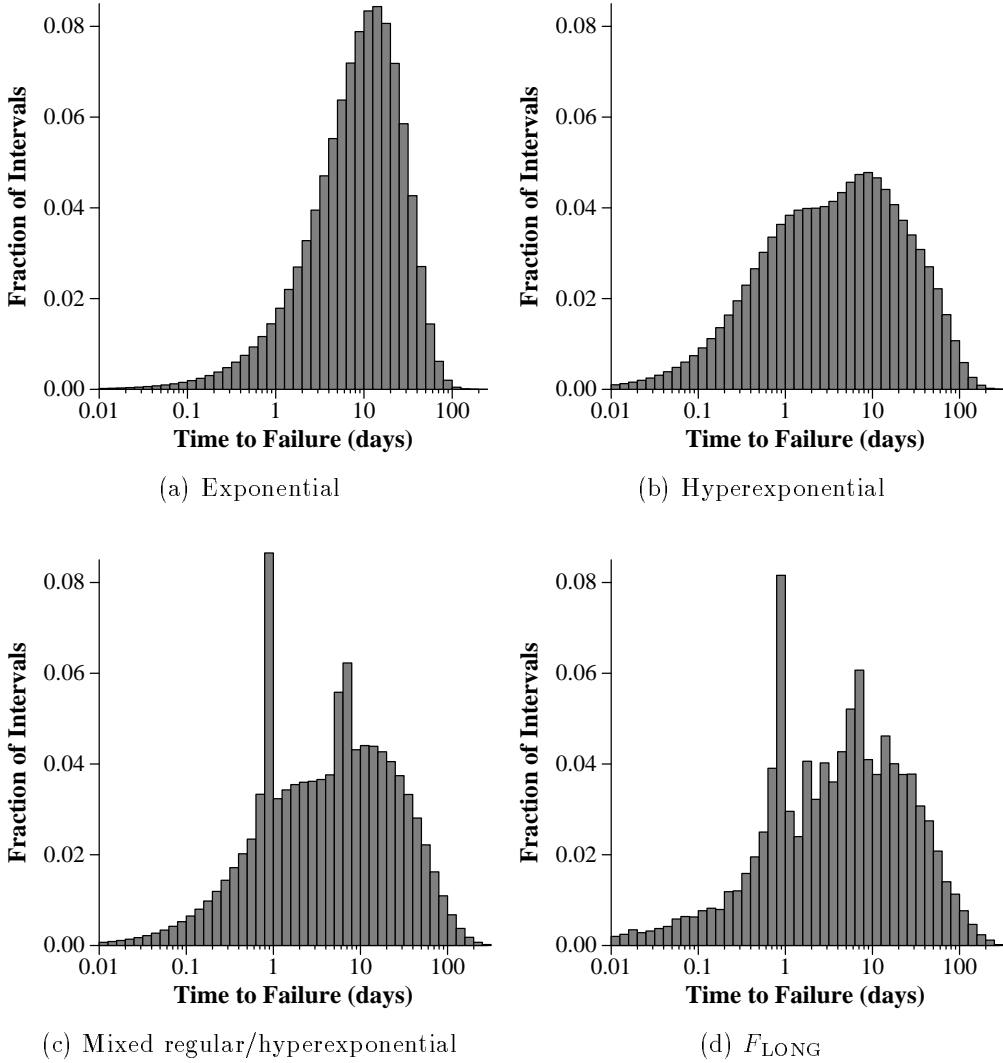 0.08
0.06
0.04
0.02
0.00
Fraction of Intervals
0.01 0.1 1 10 100
Time to Failure (days)
(a) Exponential
0.08
0.06
0.04
0.02
0.00
Fraction of Intervals
0.01 0.1 1 10 100
Time to Failure (days)
(b) Hyperexponential
0.08
0.06
0.04
0.02
0.00
Fraction of Intervals
0.01 0.1 1 10 100
Time to Failure (days)
(c) Mixed regular/hyperexponential
0.08
0.06
0.04
0.02
0.00
Fraction of Intervals
0.01 0.1 1 10 100
Time to Failure (days)
(d) F_LONG